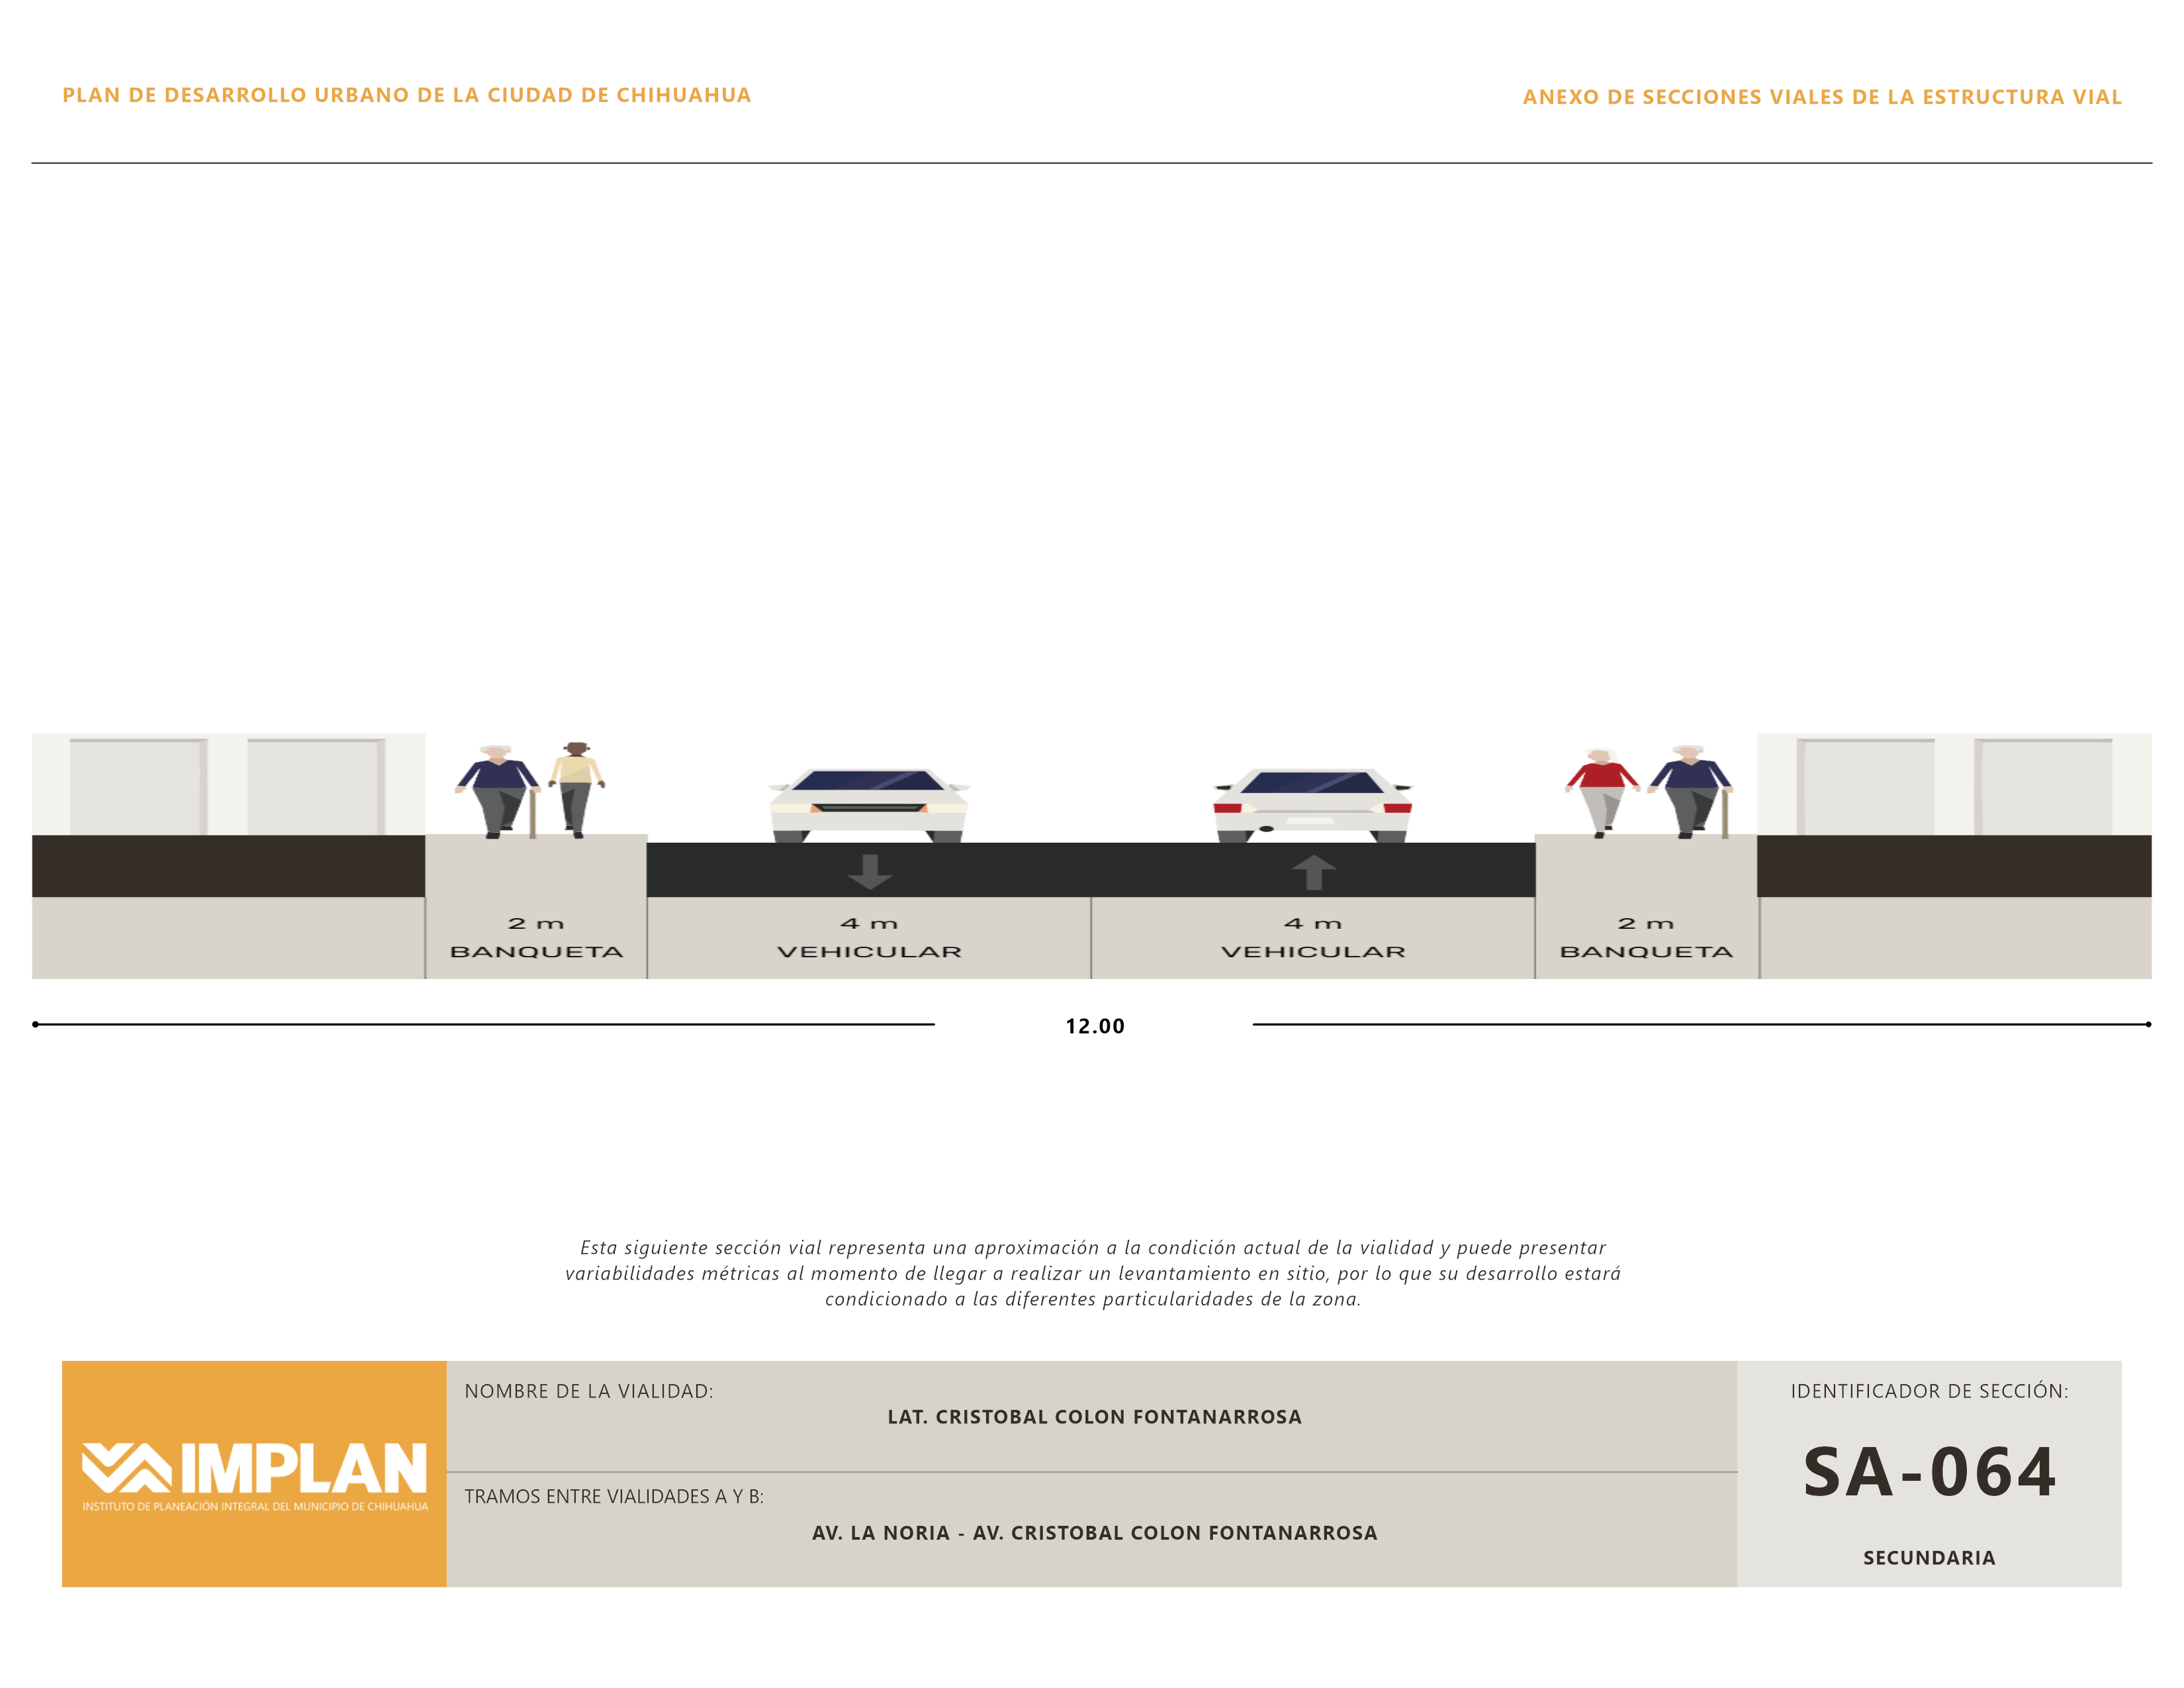 PLAN DE DESARROLLO URBANO DE LA CIUDAD DE CHIHUAHUA
ANEXO DE SECCIONES VIALES DE LA ESTRUCTURA VIAL
2 m
BANQUETA
4 m
VEHICULAR
4 m
VEHICULAR
2 m
BANQUETA
12.00
Esta siguiente sección vial representa una aproximación a la condición actual de la vialidad y puede presentar
variabilidades métricas al momento de llegar a realizar un levantamiento en sitio, por lo que su desarrollo estará
condicionado a las diferentes particularidades de la zona.
IMPLAN
INSTITUTO DE PLANEACIÓN INTEGRAL DEL MUNICIPIO DE CHIHUAHUA
NOMBRE DE LA VIALIDAD:
LAT. CRISTOBAL COLON FONTANARROSA
TRAMOS ENTRE VIALIDADES A Y B:
AV. LA NORIA - AV. CRISTOBAL COLON FONTANARROSA
IDENTIFICADOR DE SECCIÓN:
SA-064
SECUNDARIA